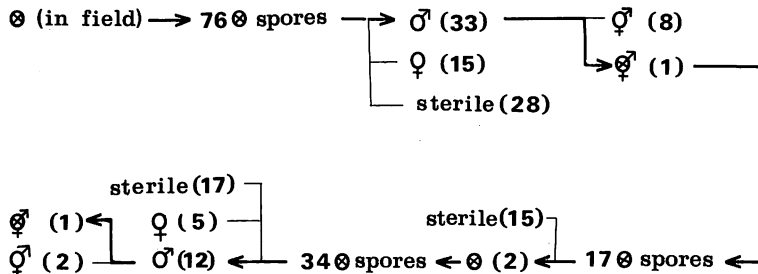 ⊗ (in field) → 76 ⊗ spores → ♂ (33) ⚥ (8)
♀ (15) ⊗⚥ (1)
sterile (28)
sterile (17)
⊗⚥ (1) ♀ (5) sterile (15)
⚥ (2) ♂ (12) ← 34 ⊗ spores ← ⊗ (2) ← 17 ⊗ spores ←